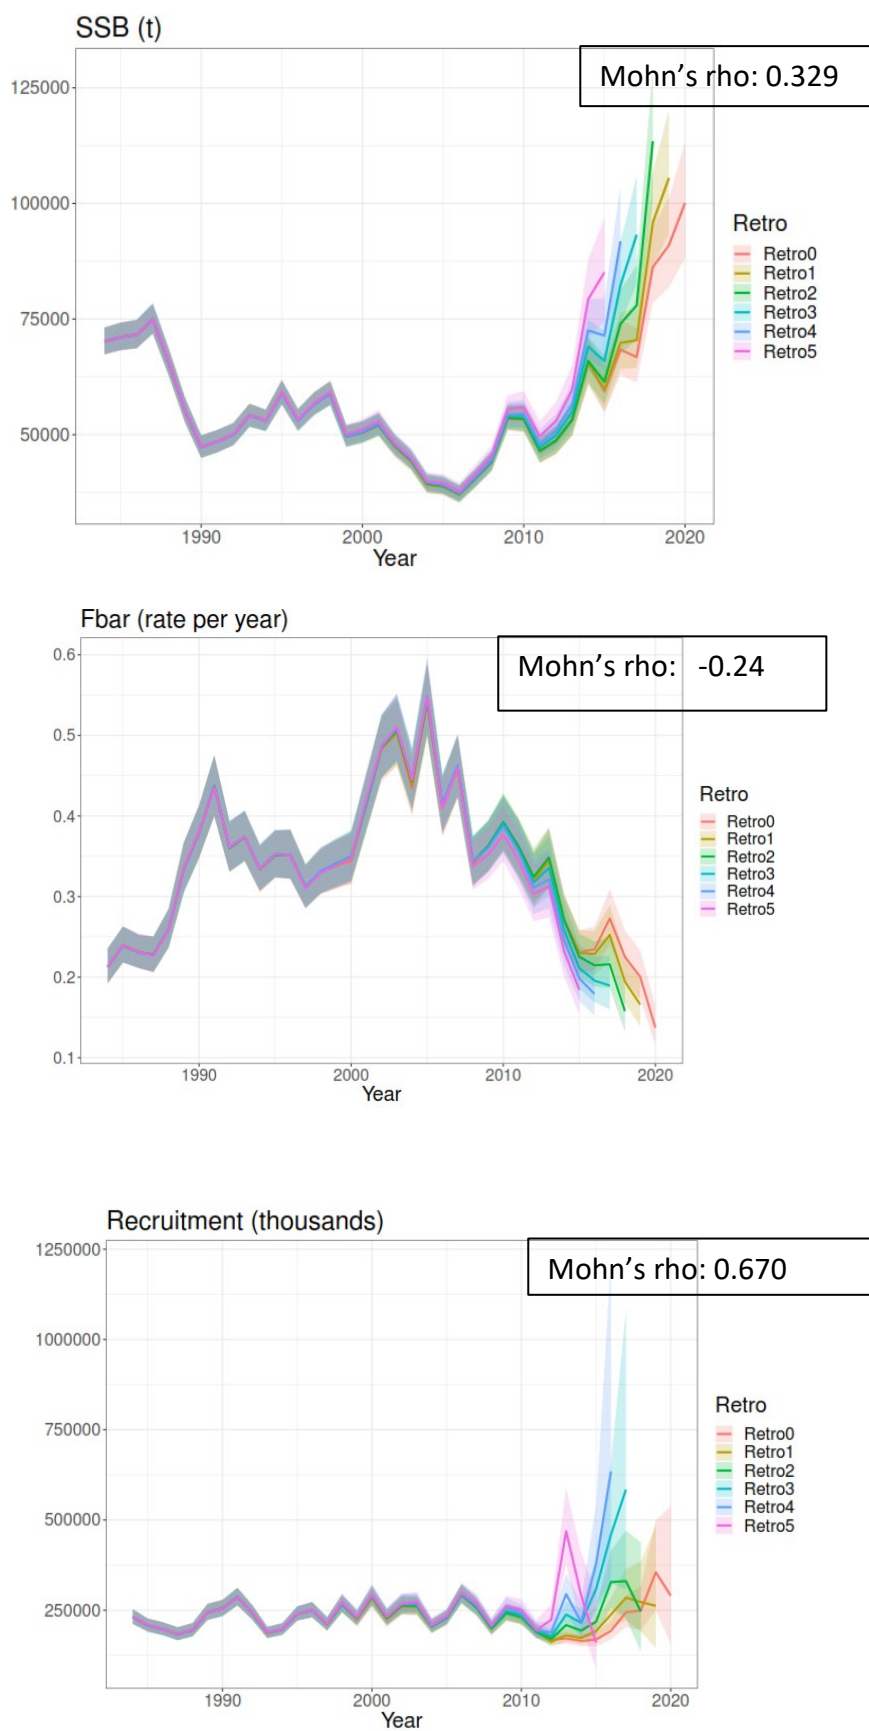 SSB (t)
Mohn's rho: 0.329
125000
100000
75000
50000
1990
2000
2010
2020
Year
Retro
Retro0
Retro1
Retro2
Retro3
Retro4
Retro5
Fbar (rate per year)
Mohn's rho: -0.24
0.6
0.5
0.4
0.3
0.2
0.1
1990
2000
2010
2020
Year
Retro
Retro0
Retro1
Retro2
Retro3
Retro4
Retro5
Recruitment (thousands)
Mohn's rho: 0.670
1250000
1000000
750000
500000
250000
1990
2000
2010
2020
Year
Retro
Retro0
Retro1
Retro2
Retro3
Retro4
Retro5